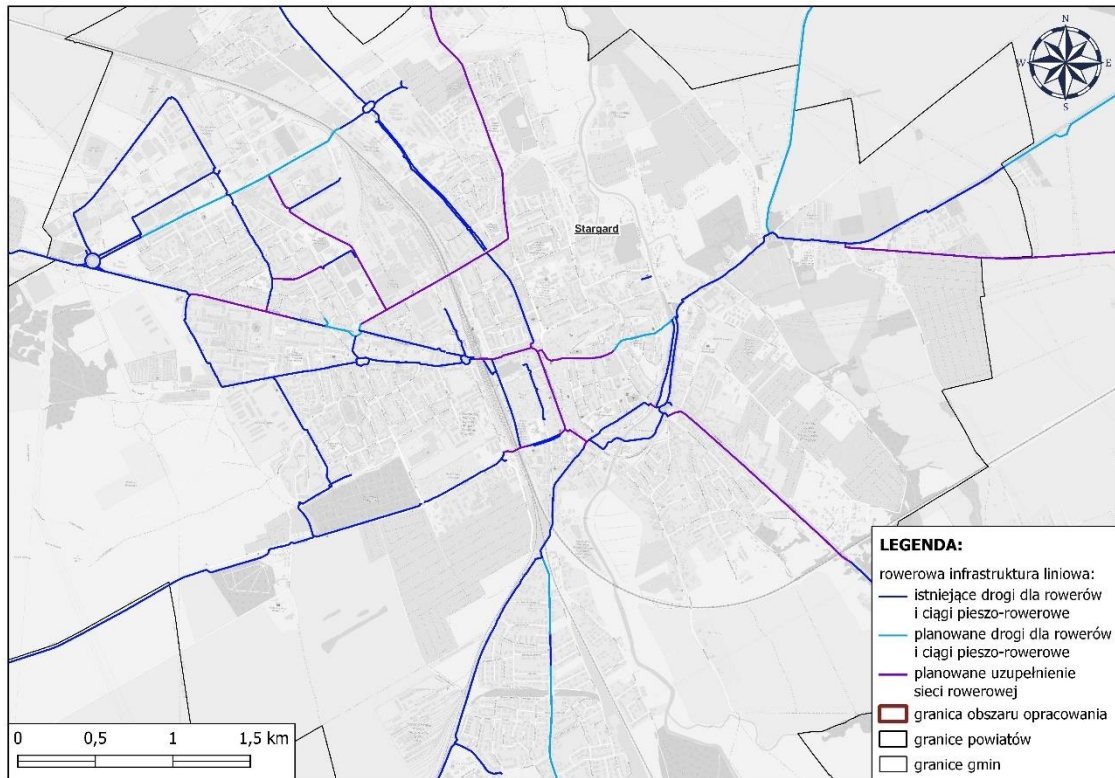 N
W
E
S
Stargard
LEGENDA:
rowerowa infrastruktura liniowa:
istniejące drogi dla rowerów
i ciągi pieszo-rowerowe
planowane drogi dla rowerów
i ciągi pieszo-rowerowe
planowane uzupełnienie
sieci rowerowej
granica obszaru opracowania
granice powiatów
granice gmin
0 0,5 1 1,5 km